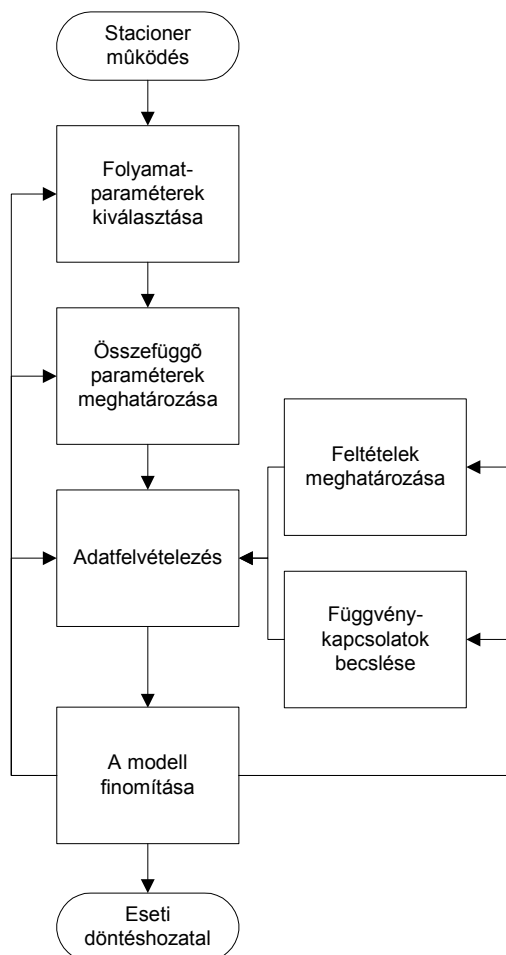 Stacioner
mûködés
Folyamat-
paraméterek
kiválasztása
Összefüggõ
paraméterek
meghatározása
Feltételek
meghatározása
Adatfelvételezés
Függvény-
kapcsolatok
becslése
A modell
finomítása
Eseti
döntéshozatal